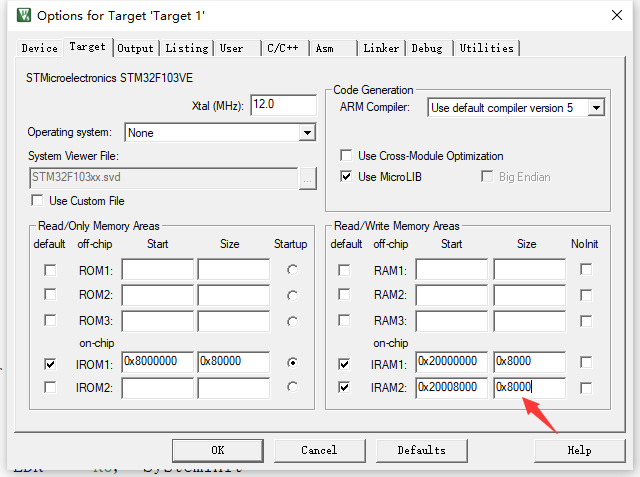 Options for Target 'Target 1'
Device Target Output Listing User C/C++ Asm Linker Debug Utilities
STMicroelectronics STM32F103VE
Xtal (MHz): 12.0
Operating system: None
System Viewer File:
STM32F103xx.svd ...
Use Custom File
Code Generation
ARM Compiler: Use default compiler version 5
Use Cross-Module Optimization
Use MicroLIB Big Endian
Read/Only Memory Areas
default off-chip Start Size Startup
ROM1:
ROM2:
ROM3:
on-chip
IROM1: 0x8000000 0x80000
IROM2:
Read/Write Memory Areas
default off-chip Start Size NoInit
RAM1:
RAM2:
RAM3:
on-chip
IRAM1: 0x20000000 0x8000
IRAM2: 0x20008000 0x8000
OK Cancel Defaults Help